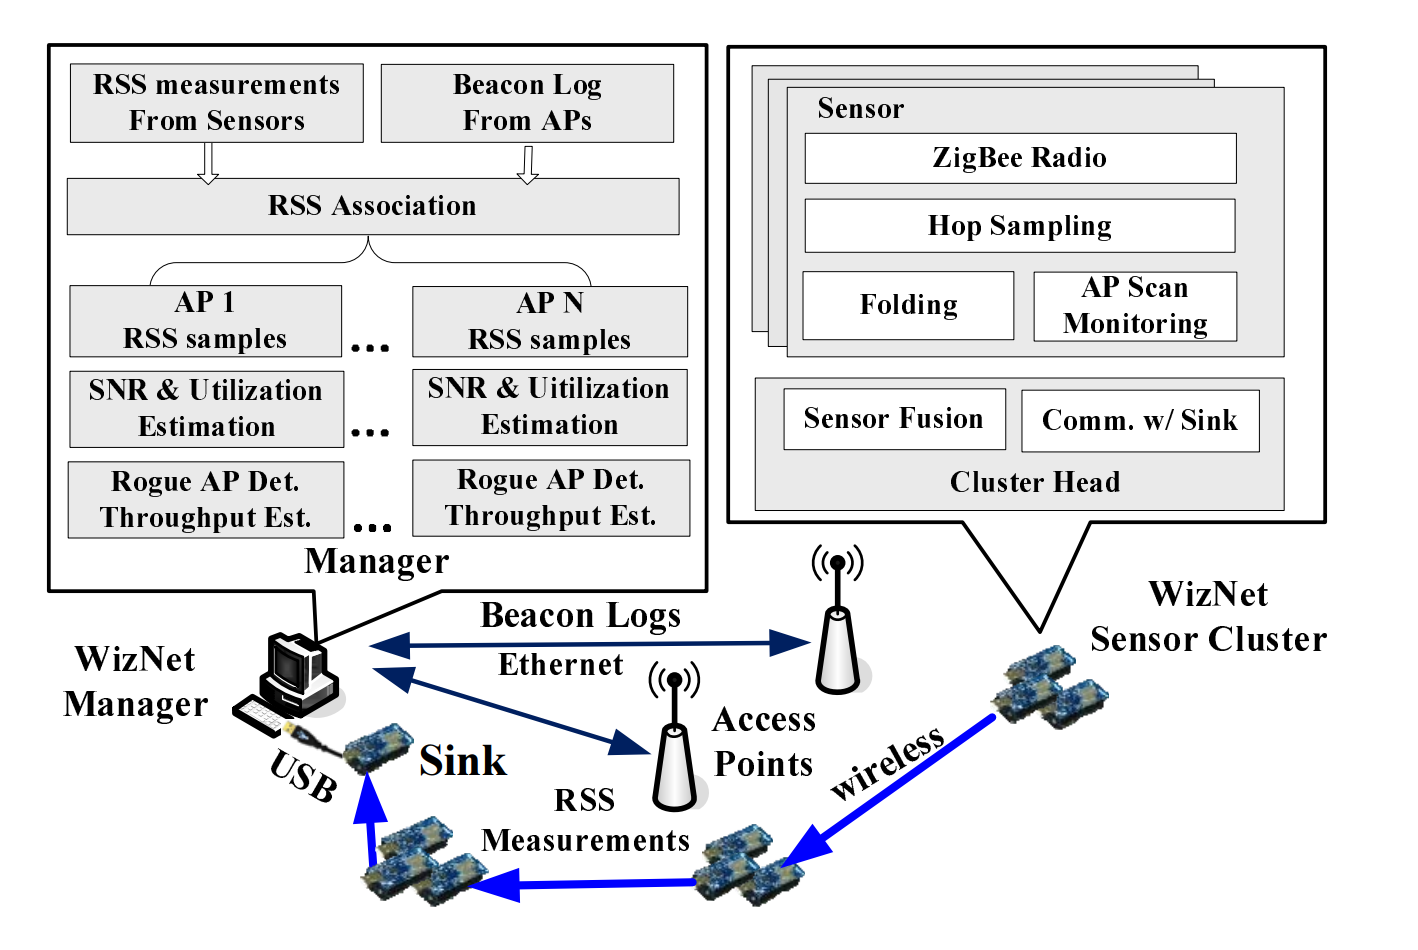 RSS measurements
From Sensors
Beacon Log
From APs
RSS Association
AP 1
RSS samples
...
AP N
RSS samples
SNR & Utilization
Estimation
...
SNR & Uitilization
Estimation
Rogue AP Det.
Throughput Est.
...
Rogue AP Det.
Throughput Est.
Manager
Sensor
ZigBee Radio
Hop Sampling
Folding
AP Scan
Monitoring
Sensor Fusion
Comm. w/ Sink
Cluster Head
WizNet
Manager
Beacon Logs
Ethernet
WizNet
Sensor Cluster
Access
Points
USB
Sink
RSS
Measurements
wireless